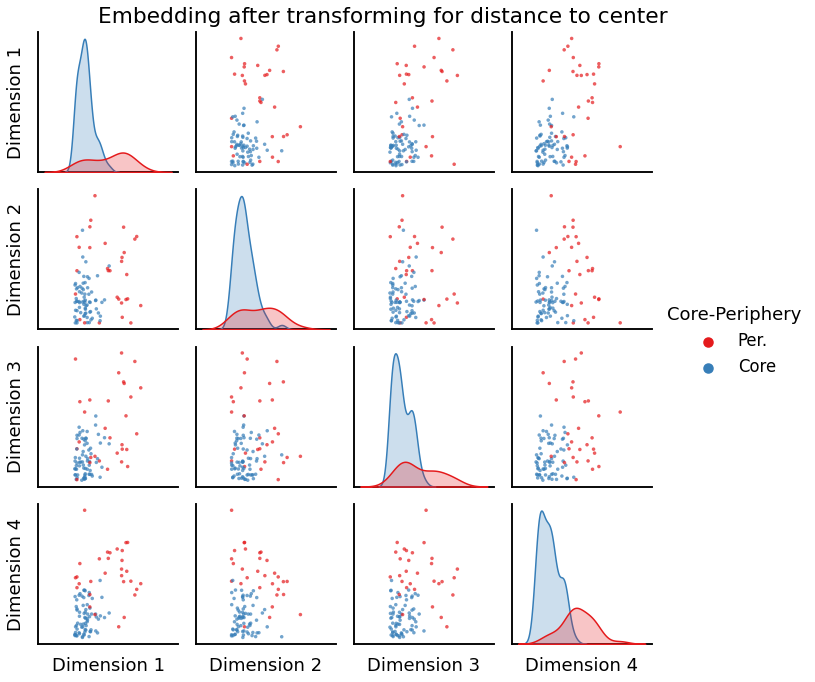 Embedding after transforming for distance to center
Dimension 1
Dimension 2
Dimension 3
Dimension 4
Core-Periphery
Per.
Core
Dimension 1
Dimension 2
Dimension 3
Dimension 4